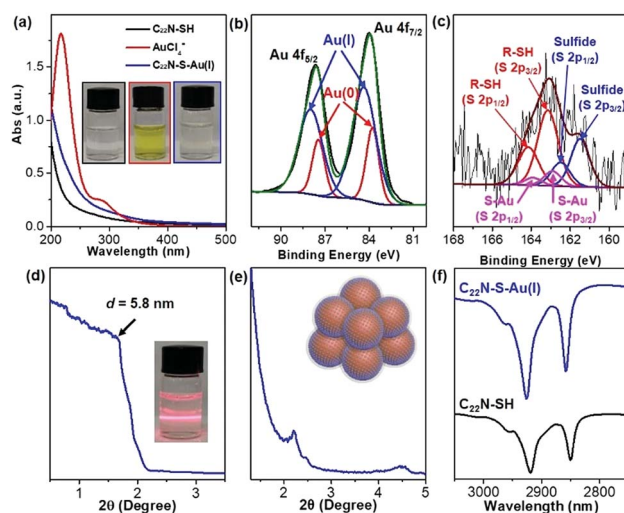 (a)
C22N-SH
AuCl4-
C22N-S-Au(I)
Abs (a.u.)
0.0
0.5
1.0
1.5
200
300
400
500
Wavelength (nm)
(b)
Au 4f7/2
Au 4f5/2
Au(I)
Au(0)
90
87
84
81
Binding Energy (eV)
(c)
R-SH
(S 2p3/2)
Sulfide
(S 2p1/2)
R-SH
(S 2p1/2)
Sulfide
(S 2p3/2)
S-Au
(S 2p1/2)
S-Au
(S 2p3/2)
168
166
164
162
160
Binding Energy (eV)
(d)
d = 5.8 nm
1
2
3
2θ (Degree)
(e)
2
3
4
5
2θ (Degree)
(f)
C22N-S-Au(I)
C22N-SH
3000
2900
2800
Wavelength (nm)